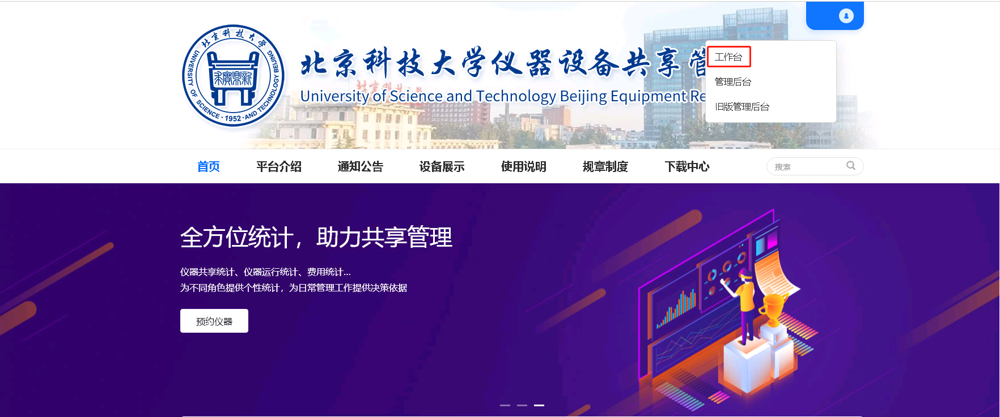 北京科技大学
UNIVERSITY OF SCIENCE AND TECHNOLOGY BEIJING
·1952·
北京科技大学仪器设备共享管
University of Science and Technology Beijing Equipment Re
工作台
管理后台
旧版管理后台
首页 平台介绍 通知公告 设备展示 使用说明 规章制度 下载中心 搜索
全方位统计，助力共享管理
仪器共享统计、仪器运行统计、费用统计...
为不同角色提供个性统计，为日常管理工作提供决策依据
预约仪器